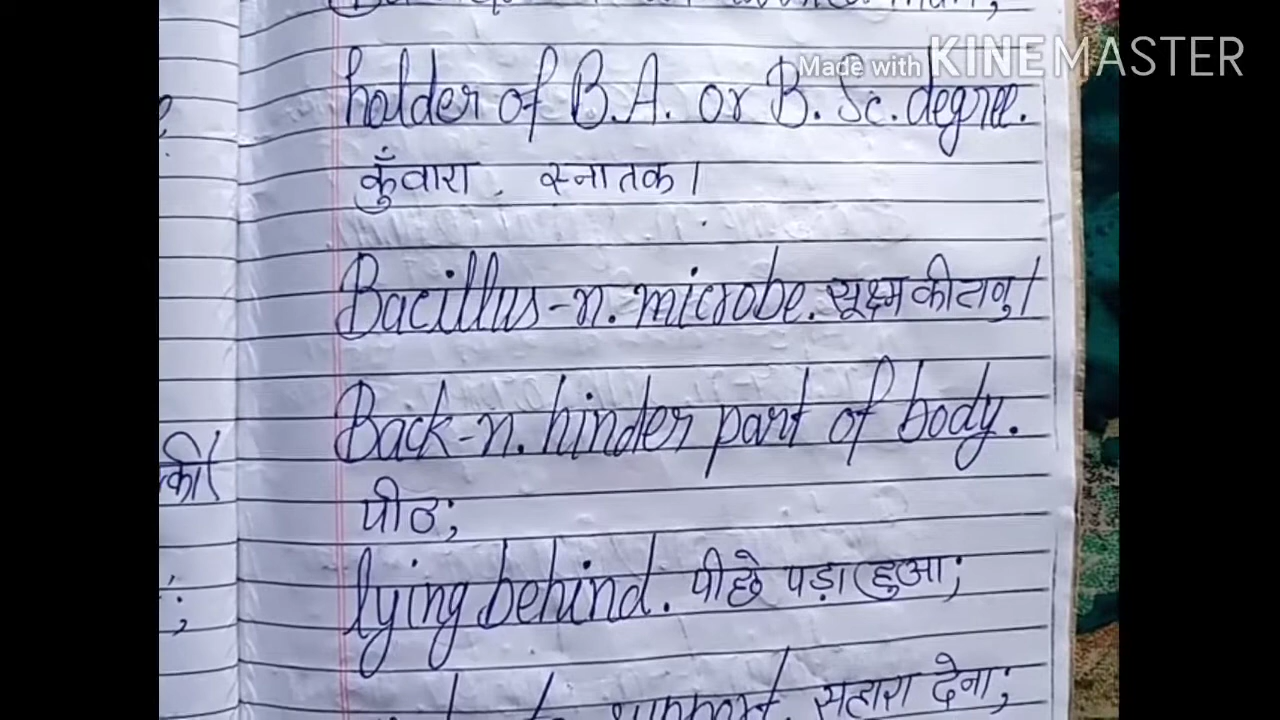 Made with KINEMASTER
holder of B.A. or B.Sc. degree.
कुँवारा, स्नातक।
Bacillus-n. microbe. सूक्ष्म कीटानु।
Back-n. hinder part of body.
पीठ;
की।
lying behind. पीछे पड़ा हुआ;
support. सहारा देना;